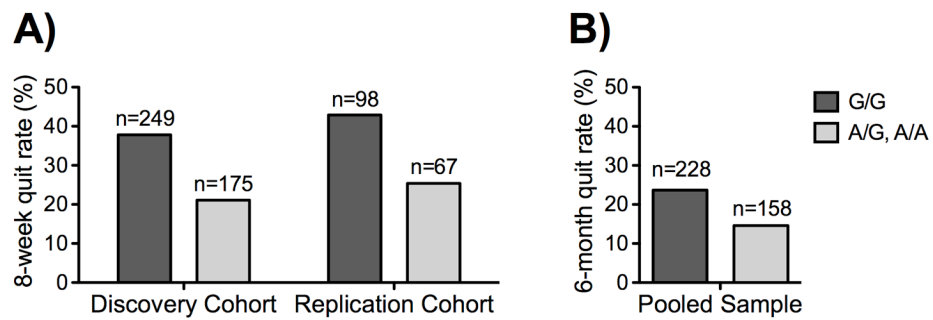 A)
8-week quit rate (%)
50
40
30
20
10
0
n=249
n=175
n=98
n=67
Discovery Cohort
Replication Cohort
B)
6-month quit rate (%)
50
40
30
20
10
0
n=228
n=158
Pooled Sample
G/G
A/G, A/A